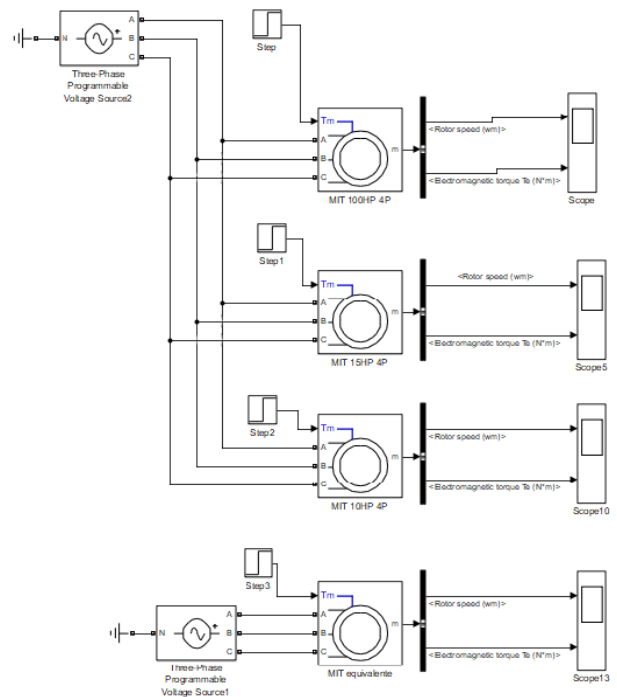 N
A
B
C
Three-Phase
Programmable
Voltage Source2
Step
Tm
A
B
C
m
MIT 100HP 4P
<Rotor speed (wm)>
<Electromagnetic torque Te (N*m)>
Scope
Step1
Tm
A
B
C
m
MIT 15HP 4P
<Rotor speed (wm)>
<Electromagnetic torque Te (N*m)>
Scope5
Step2
Tm
A
B
C
m
MIT 10HP 4P
<Rotor speed (wm)>
<Electromagnetic torque Te (N*m)>
Scope10
Step3
Tm
A
B
C
m
MIT equivalente
<Rotor speed (wm)>
<Electromagnetic torque Te (N*m)>
Scope13
N
A
B
C
Three-Phase
Programmable
Voltage Source1